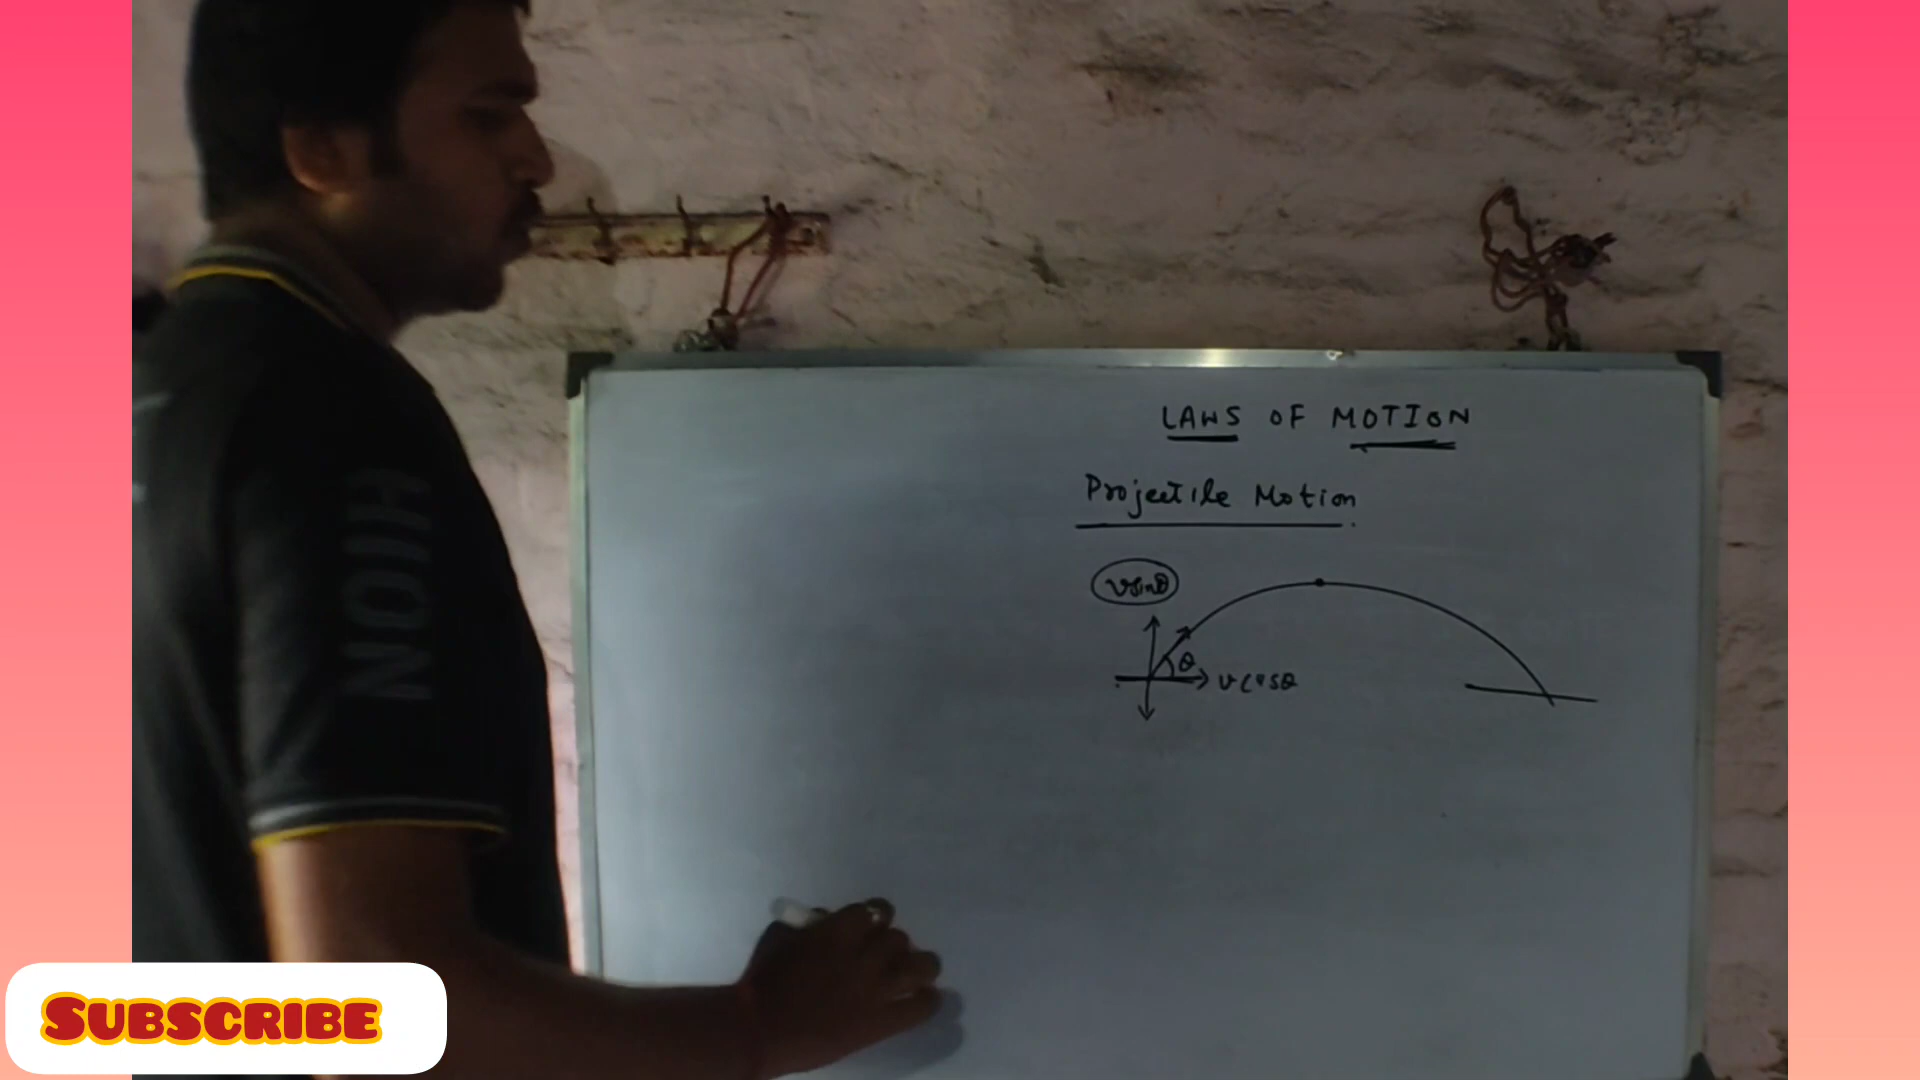 LAWS OF MOTION
Projectile Motion
vsinθ
θ
vcosθ
NOIH
SUBSCRIBE